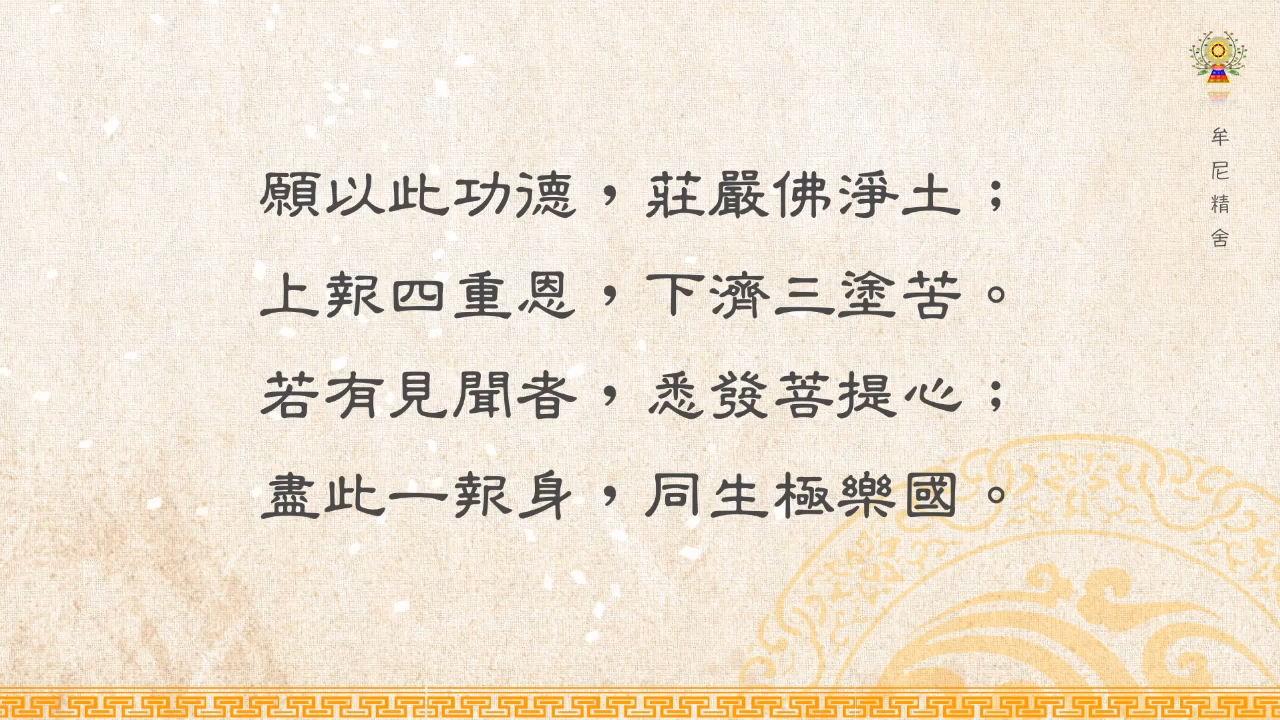 願以此功德，莊嚴佛淨土；
上報四重恩，下濟三塗苦。
若有見聞者，悉發菩提心；
盡此一報身，同生極樂國。
牟尼精舍